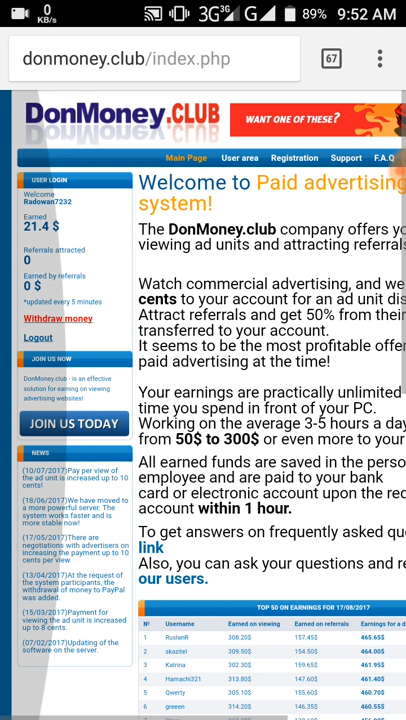 0
KB/s
3G
3G
G
89%
9:52 AM
donmoney.club/index.php
67
DonMoney.CLUB
WANT ONE OF THESE?
Main Page
User area
Registration
Support
F.A.Q
USER LOGIN
Welcome
Radowan7232
Earned
21.4 $
Referrals attracted
0
Earned by referrals
0 $
*updated every 5 minutes
Withdraw money
Logout
JOIN US NOW
DonMoney.club - is an effective
solution for earning on viewing
advertising websites!
JOIN US TODAY
NEWS
(10/07/2017)Pay per view of
the ad unit is increased up to 10
cents!
(18/06/2017)We have moved to
a more powerful server. The
system works faster and is
more stable now!
(17/05/2017)There are
negotiations with advertisers on
increasing the payment up to 10
cents per view
(13/04/2017)At the request of
the system participants, the
withdrawal of money to PayPal
was added.
(15/03/2017)Payment for
viewing the ad unit is increased
up to 8 cents.
(07/02/2017)Updating of the
software on the server.
Welcome to Paid advertising
system!
The DonMoney.club company offers yo
viewing ad units and attracting referrals
Watch commercial advertising, and we
cents to your account for an ad unit dis
Attract referrals and get 50% from their
transferred to your account.
It seems to be the most profitable offer
paid advertising at the time!
Your earnings are practically unlimited
time you spend in front of your PC.
Working on the average 3-5 hours a day
from 50$ to 300$ or even more to your
All earned funds are saved in the perso
employee and are paid to your bank
card or electronic account upon the req
account within 1 hour.
To get answers on frequently asked que
link
Also, you can ask your questions and re
our users.
TOP 50 ON EARNINGS FOR 17/08/2017
№ Username Earned on viewing Earned on referrals Earnings for a d
1 RuslanR 308.20$ 157.45$ 465.65$
2 skazitel 309.50$ 154.50$ 464.00$
3 Katrina 302.30$ 159.65$ 461.95$
4 Hamachi321 313.80$ 147.60$ 461.40$
5 Qwerty 305.10$ 155.60$ 460.70$
6 greeen 314.20$ 146.35$ 460.55$